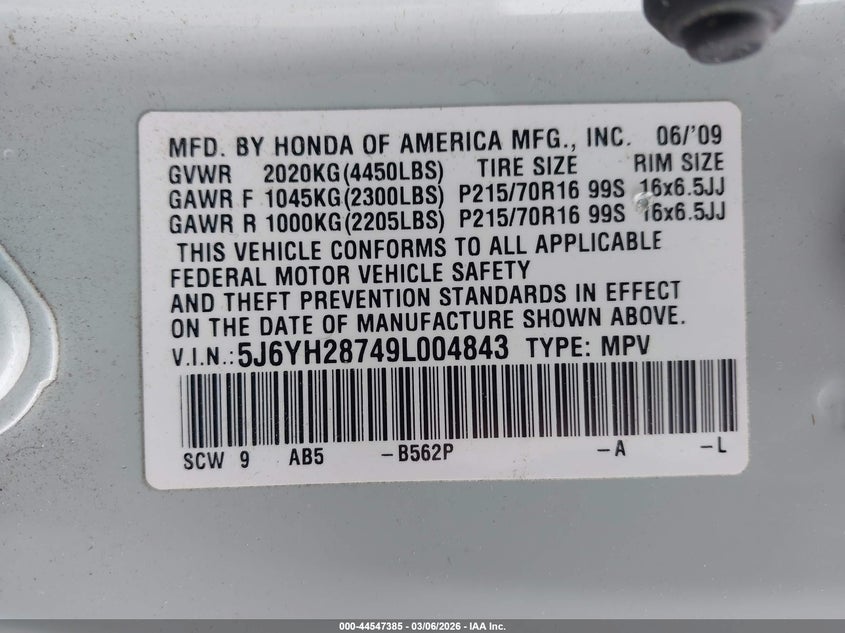 MFD. BY HONDA OF AMERICA MFG., INC. 06/'09
GVWR 2020KG(4450LBS) TIRE SIZE RIM SIZE
GAWR F 1045KG(2300LBS) P215/70R16 99S 16x6.5JJ
GAWR R 1000KG(2205LBS) P215/70R16 99S 16x6.5JJ
THIS VEHICLE CONFORMS TO ALL APPLICABLE
FEDERAL MOTOR VEHICLE SAFETY
AND THEFT PREVENTION STANDARDS IN EFFECT
ON THE DATE OF MANUFACTURE SHOWN ABOVE.
V.I.N.: 5J6YH28749L004843 TYPE: MPV
SCW 9 AB5 -B562P -A -L
000-44547385 - 03/06/2026 - IAA Inc.